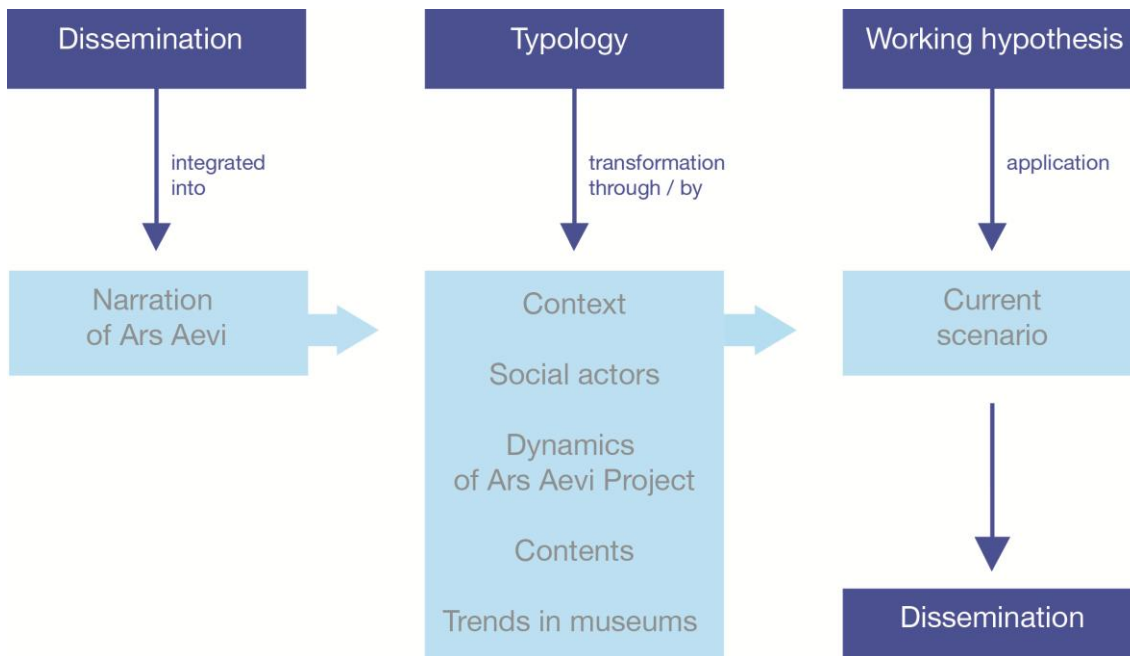 Dissemination
Typology
Working hypothesis
integrated
into
transformation
through / by
application
Narration
of Ars Aevi
Context
Social actors
Dynamics
of Ars Aevi Project
Contents
Trends in museums
Current
scenario
Dissemination